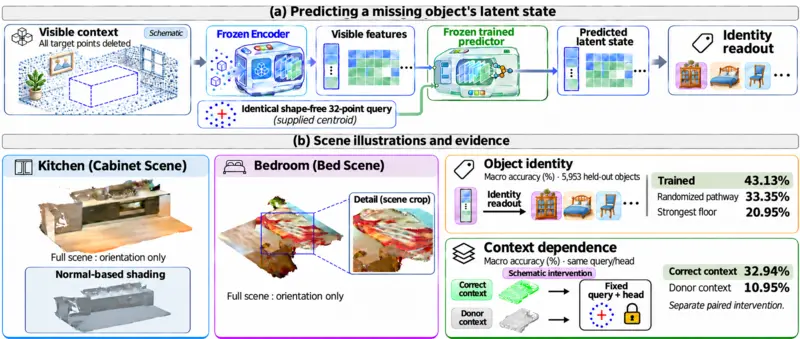 (a) Predicting a missing object's latent state
Visible context
All target points deleted
Schematic
Frozen Encoder
Visible features
Frozen trained
predictor
Predicted
latent state
Identity
readout
Identical shape-free 32-point query
(supplied centroid)
(b) Scene illustrations and evidence
Kitchen (Cabinet Scene)
Full scene : orientation only
Normal-based shading
Bedroom (Bed Scene)
Detail (scene crop)
Full scene : orientation only
Object identity
Macro accuracy (%) · 5,953 held-out objects
Identity
readout
Trained 43.13%
Randomized pathway 33.35%
Strongest floor 20.95%
Context dependence
Macro accuracy (%) · same query/head
Schematic intervention
Correct
context
Donor
context
Fixed
query + head
Correct context 32.94%
Donor context 10.95%
Separate paired intervention.